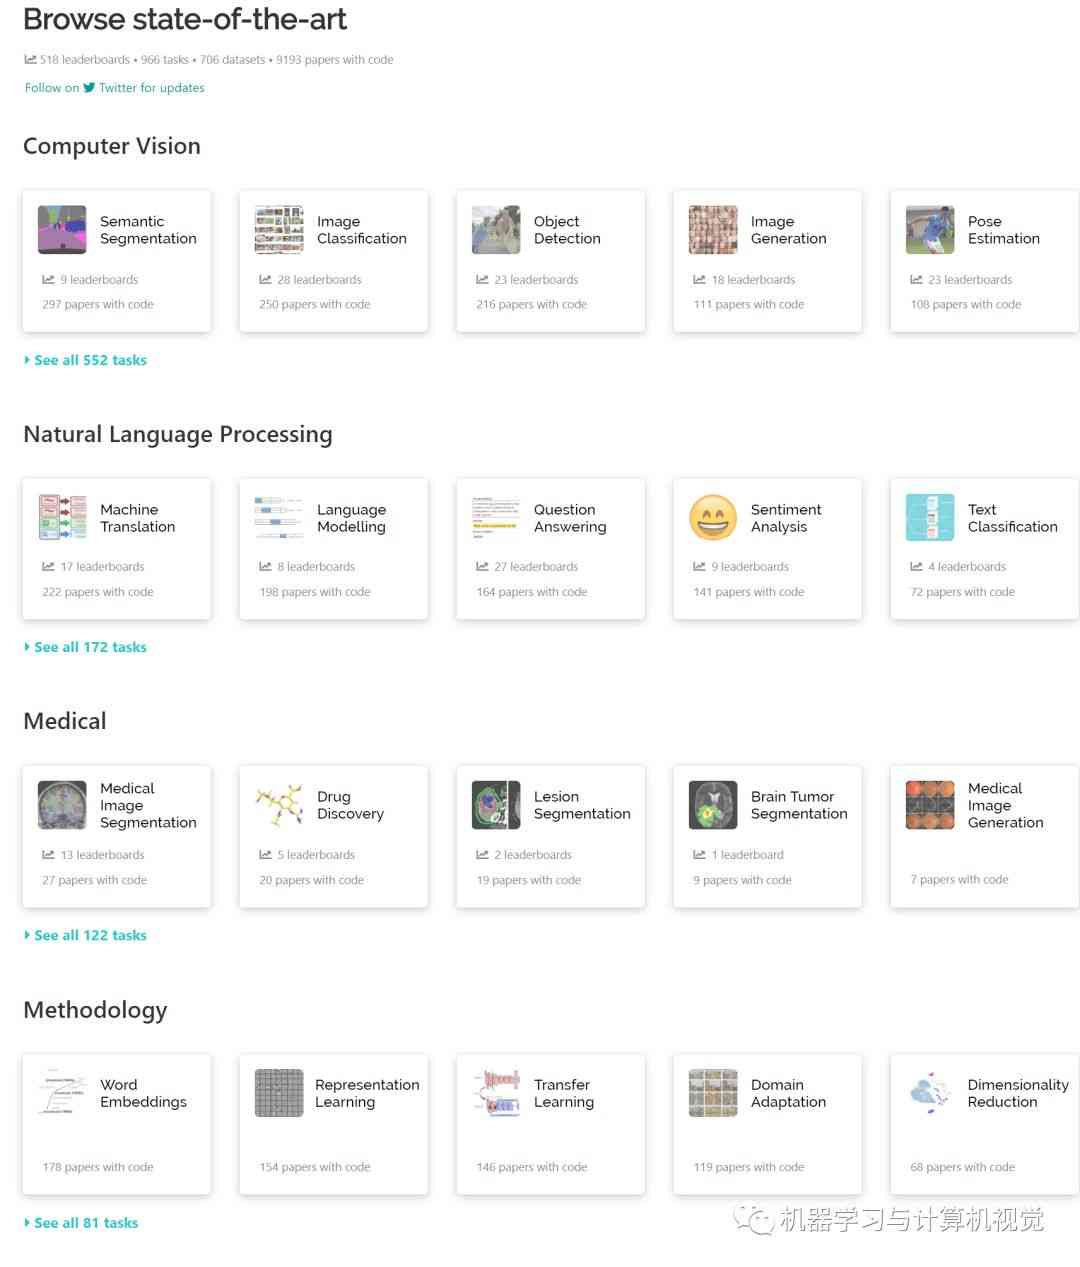 Browse state-of-the-art
518 leaderboards • 966 tasks • 706 datasets • 9193 papers with code
Follow on Twitter for updates
Computer Vision
Semantic
Segmentation
9 leaderboards
297 papers with code
Image
Classification
28 leaderboards
250 papers with code
Object
Detection
23 leaderboards
216 papers with code
Image
Generation
18 leaderboards
111 papers with code
Pose
Estimation
23 leaderboards
108 papers with code
See all 552 tasks
Natural Language Processing
Machine
Translation
17 leaderboards
222 papers with code
Language
Modelling
8 leaderboards
198 papers with code
Question
Answering
27 leaderboards
164 papers with code
Sentiment
Analysis
9 leaderboards
141 papers with code
Text
Classification
4 leaderboards
72 papers with code
See all 172 tasks
Medical
Medical
Image
Segmentation
13 leaderboards
27 papers with code
Drug
Discovery
5 leaderboards
20 papers with code
Lesion
Segmentation
2 leaderboards
19 papers with code
Brain Tumor
Segmentation
1 leaderboard
9 papers with code
Medical
Image
Generation
7 papers with code
See all 122 tasks
Methodology
Word
Embeddings
178 papers with code
Representation
Learning
154 papers with code
Transfer
Learning
146 papers with code
Domain
Adaptation
119 papers with code
Dimensionality
Reduction
68 papers with code
See all 81 tasks
机器学习与计算机视觉